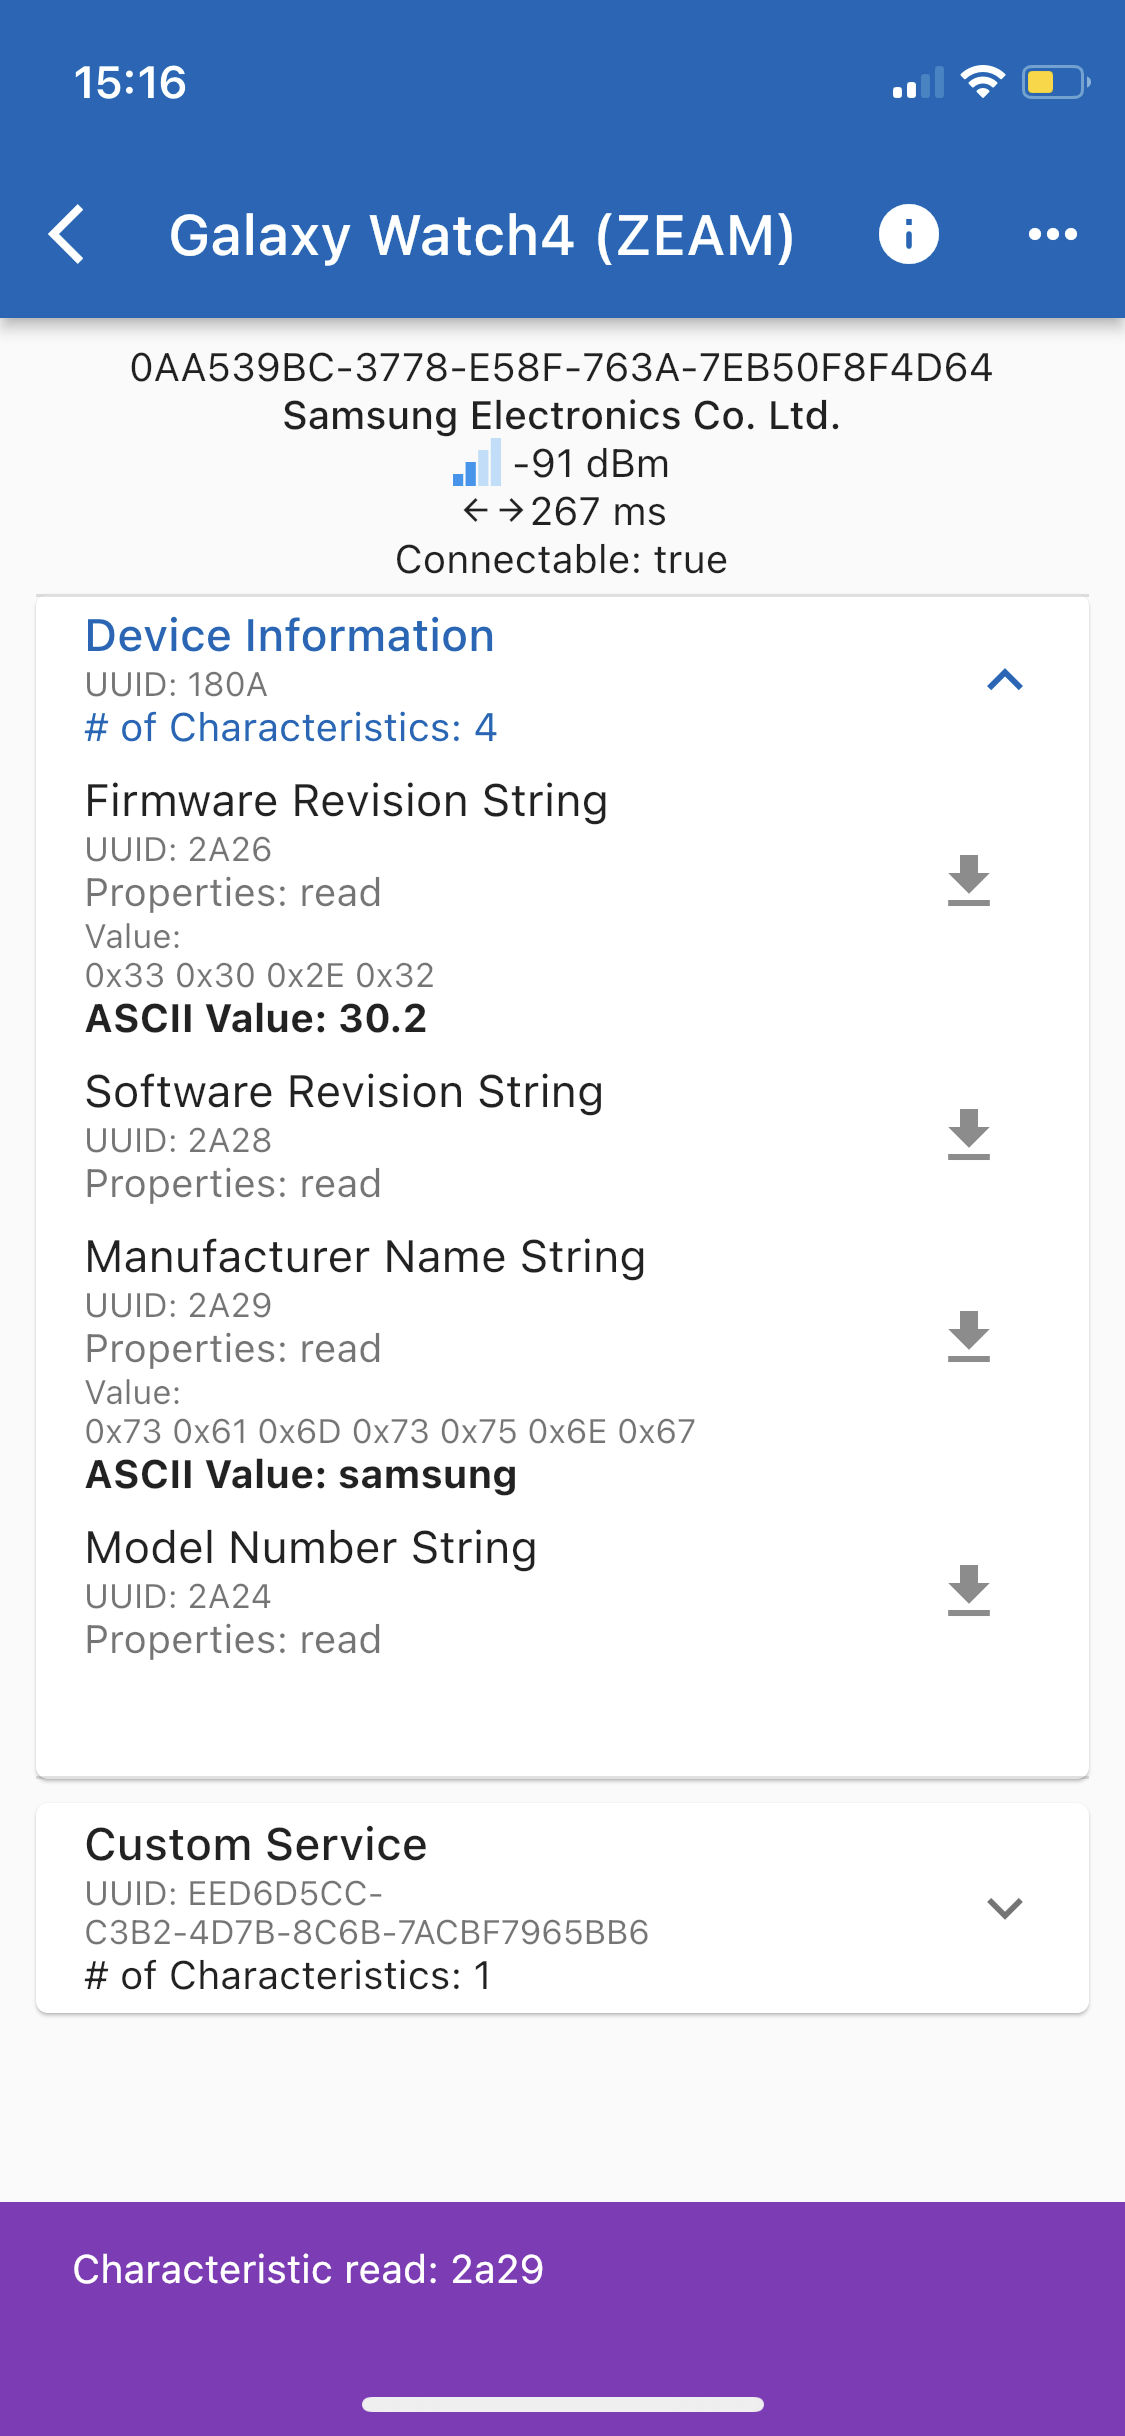 15:16
Galaxy Watch4 (ZEAM)
0AA539BC-3778-E58F-763A-7EB50F8F4D64
Samsung Electronics Co. Ltd.
-91 dBm
←→267 ms
Connectable: true
Device Information
UUID: 180A
# of Characteristics: 4
Firmware Revision String
UUID: 2A26
Properties: read
Value:
0x33 0x30 0x2E 0x32
ASCII Value: 30.2
Software Revision String
UUID: 2A28
Properties: read
Manufacturer Name String
UUID: 2A29
Properties: read
Value:
0x73 0x61 0x6D 0x73 0x75 0x6E 0x67
ASCII Value: samsung
Model Number String
UUID: 2A24
Properties: read
Custom Service
UUID: EED6D5CC-
C3B2-4D7B-8C6B-7ACBF7965BB6
# of Characteristics: 1
Characteristic read: 2a29